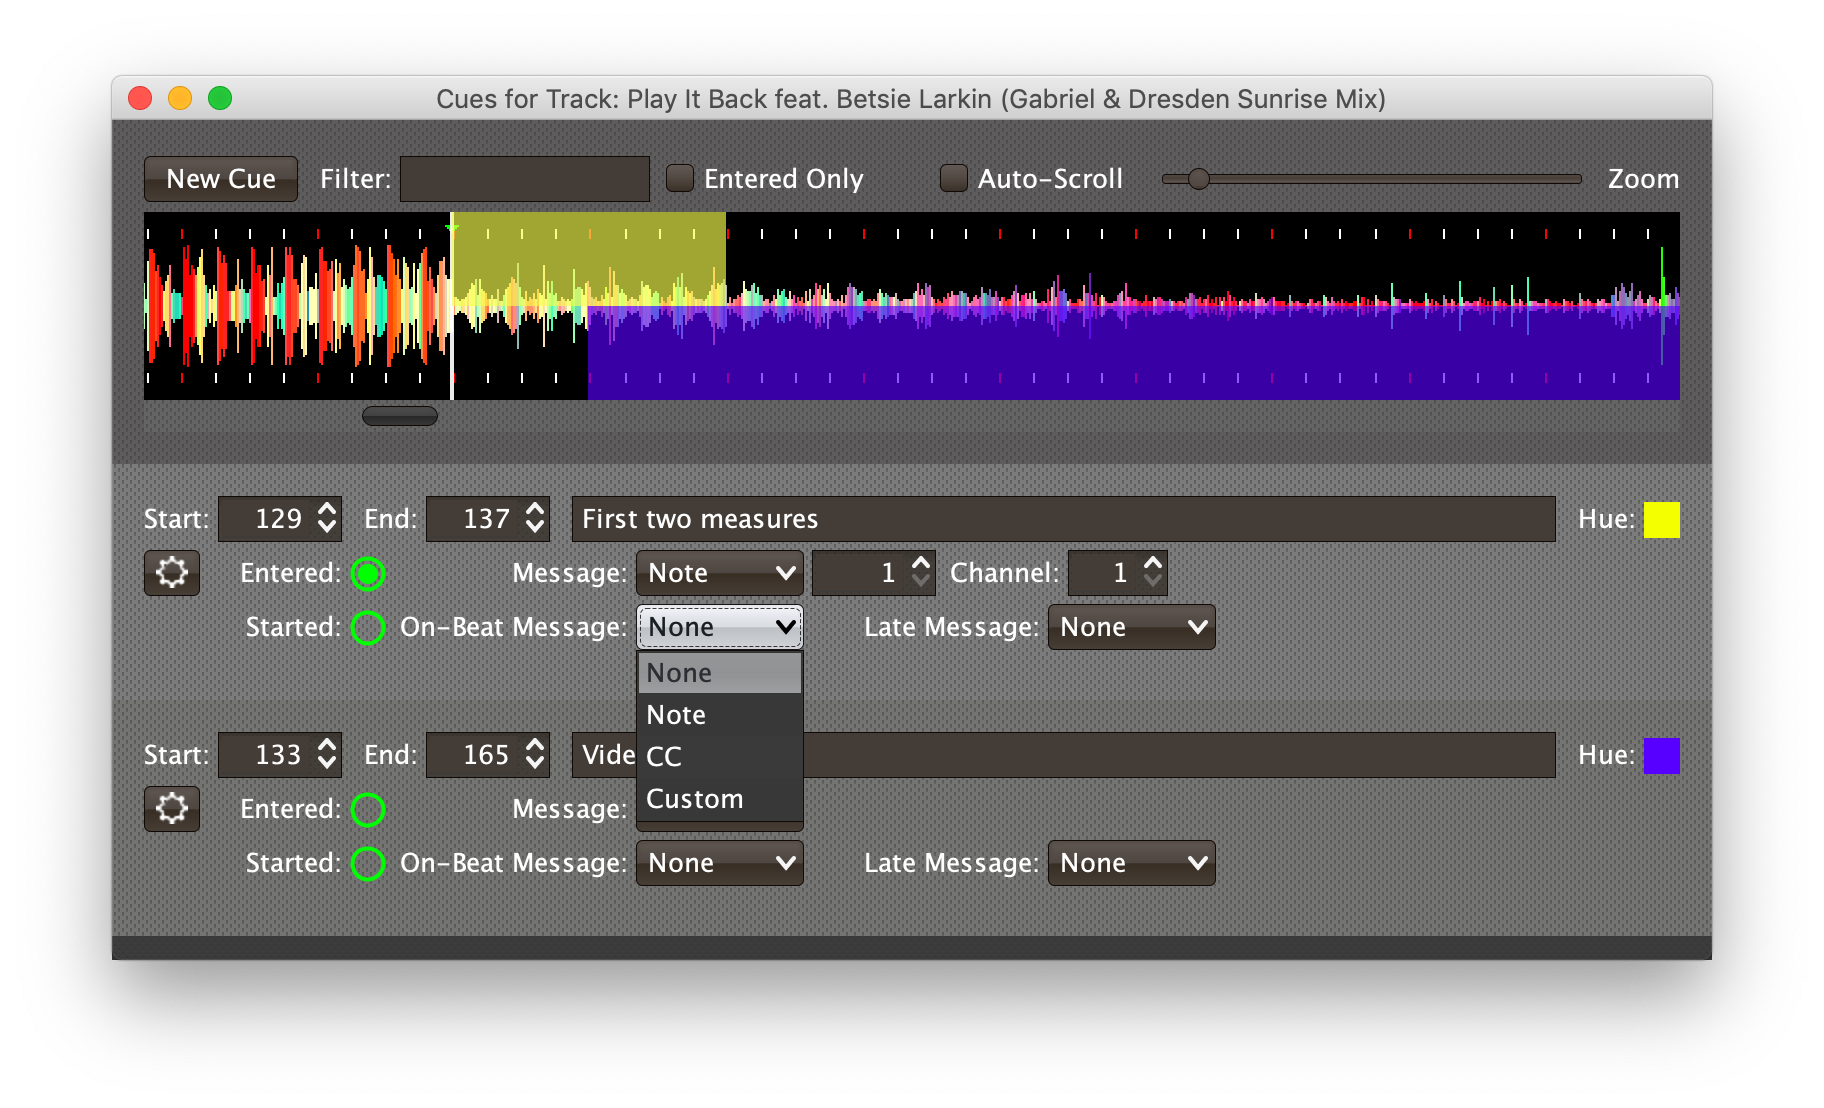 Cues for Track: Play It Back feat. Betsie Larkin (Gabriel & Dresden Sunrise Mix)
New Cue Filter: Entered Only Auto-Scroll Zoom
Start: 129 End: 137 First two measures Hue:
Entered: Message: Note 1 Channel: 1
Started: On-Beat Message: None Late Message: None
None
Note
Start: 133 End: 165 Vide Hue:
CC
Custom
Entered: Message:
Started: On-Beat Message: None Late Message: None